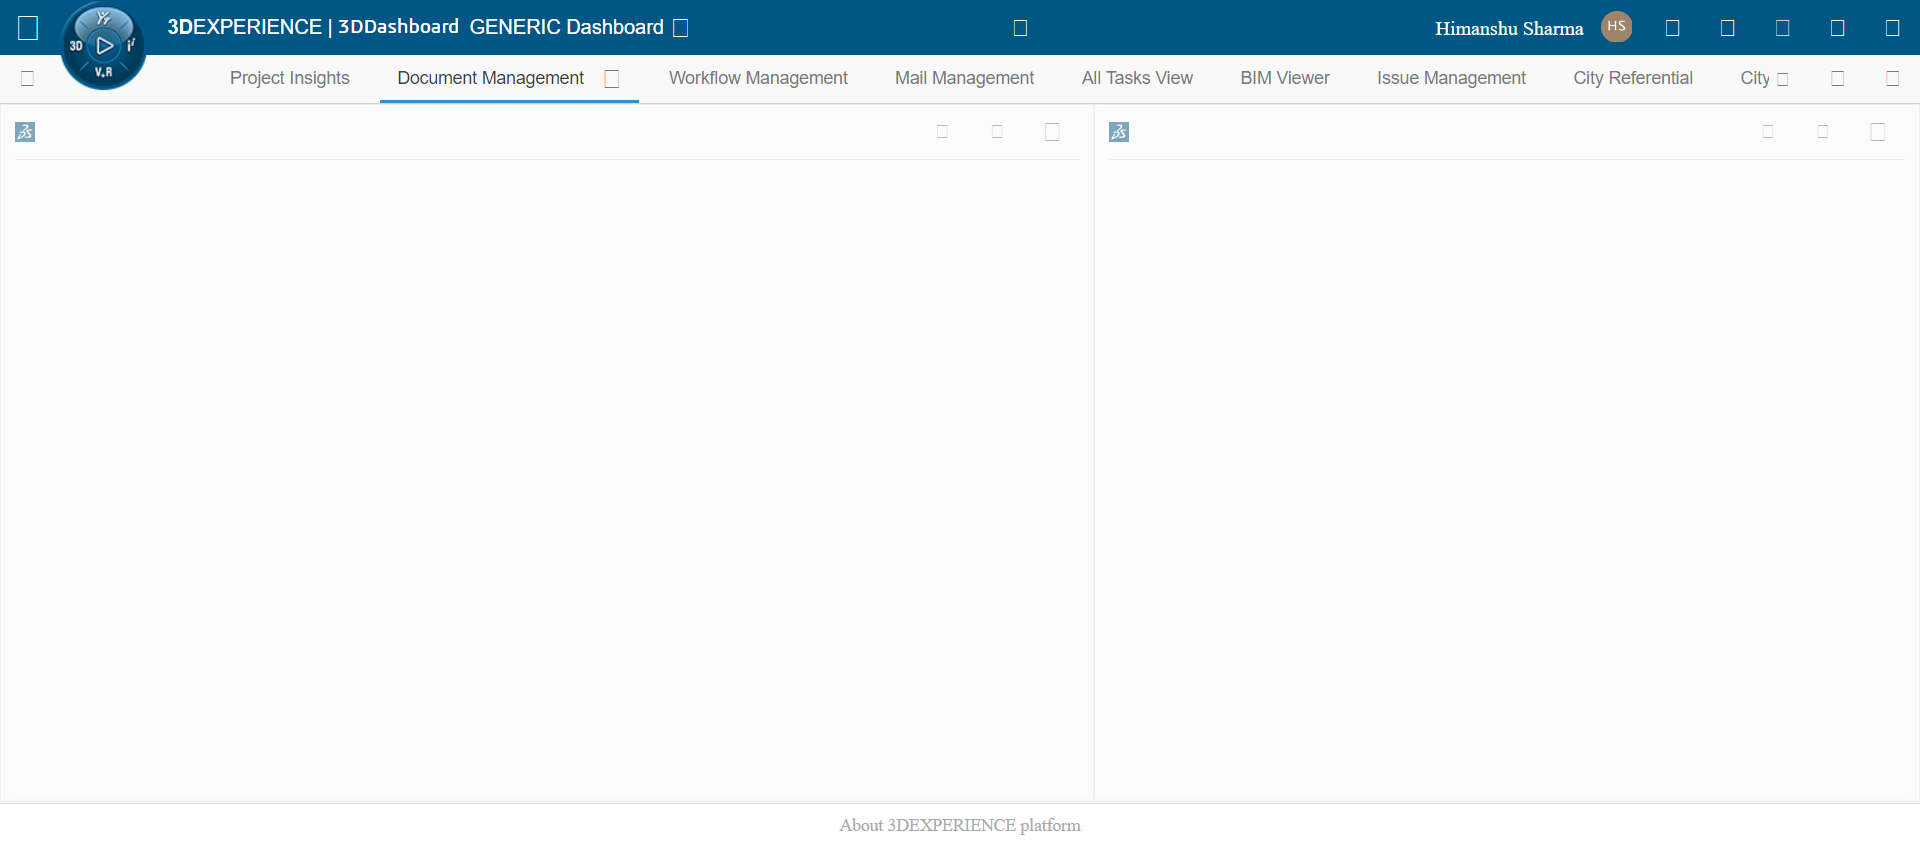 3DEXPERIENCE | 3DDashboard GENERIC Dashboard
Himanshu Sharma HS
3D i² V.R
Project Insights Document Management Workflow Management Mail Management All Tasks View BIM Viewer Issue Management City Referential City
About 3DEXPERIENCE platform